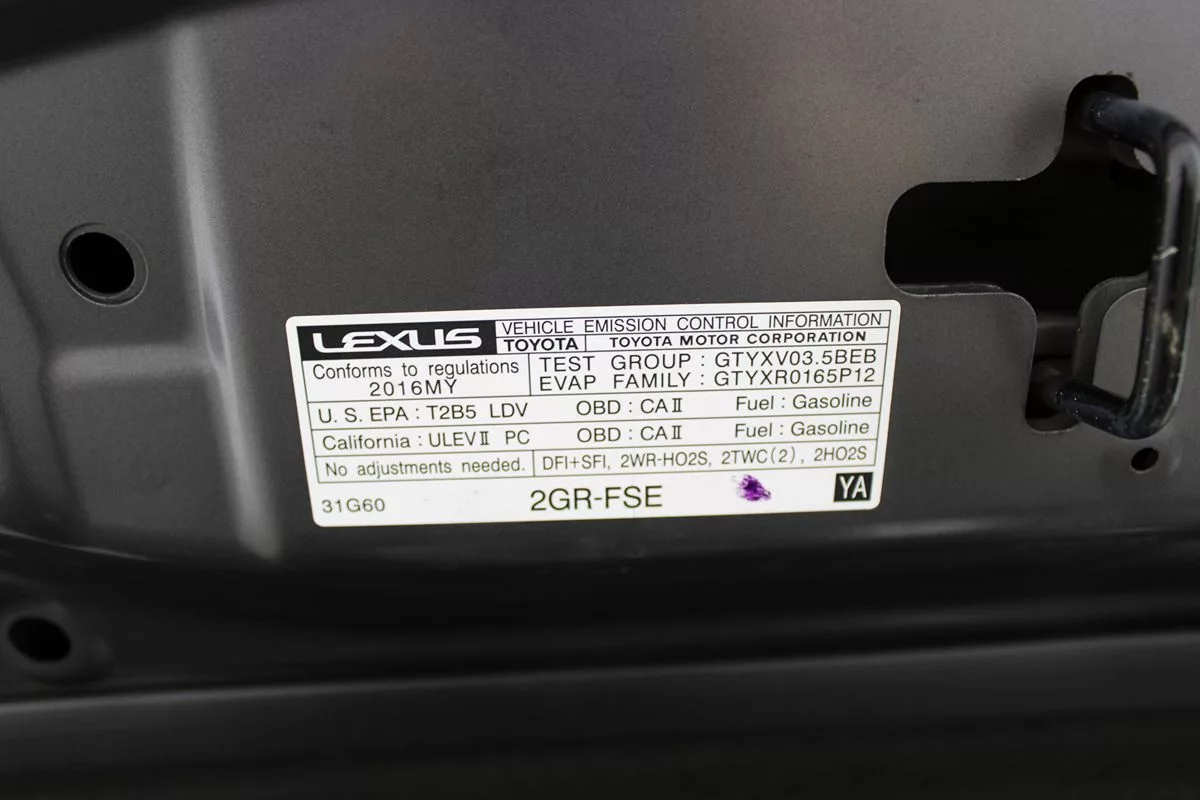 LEXUS VEHICLE EMISSION CONTROL INFORMATION
TOYOTA TOYOTA MOTOR CORPORATION
Conforms to regulations
2016MY
TEST GROUP : GTYXV03.5BEB
EVAP FAMILY : GTYXR0165P12
U.S. EPA : T2B5 LDV OBD : CAⅡ Fuel : Gasoline
California : ULEVⅡ PC OBD : CAⅡ Fuel : Gasoline
No adjustments needed. DFI+SFI, 2WR-HO2S, 2TWC(2), 2HO2S
31G60 2GR-FSE YA